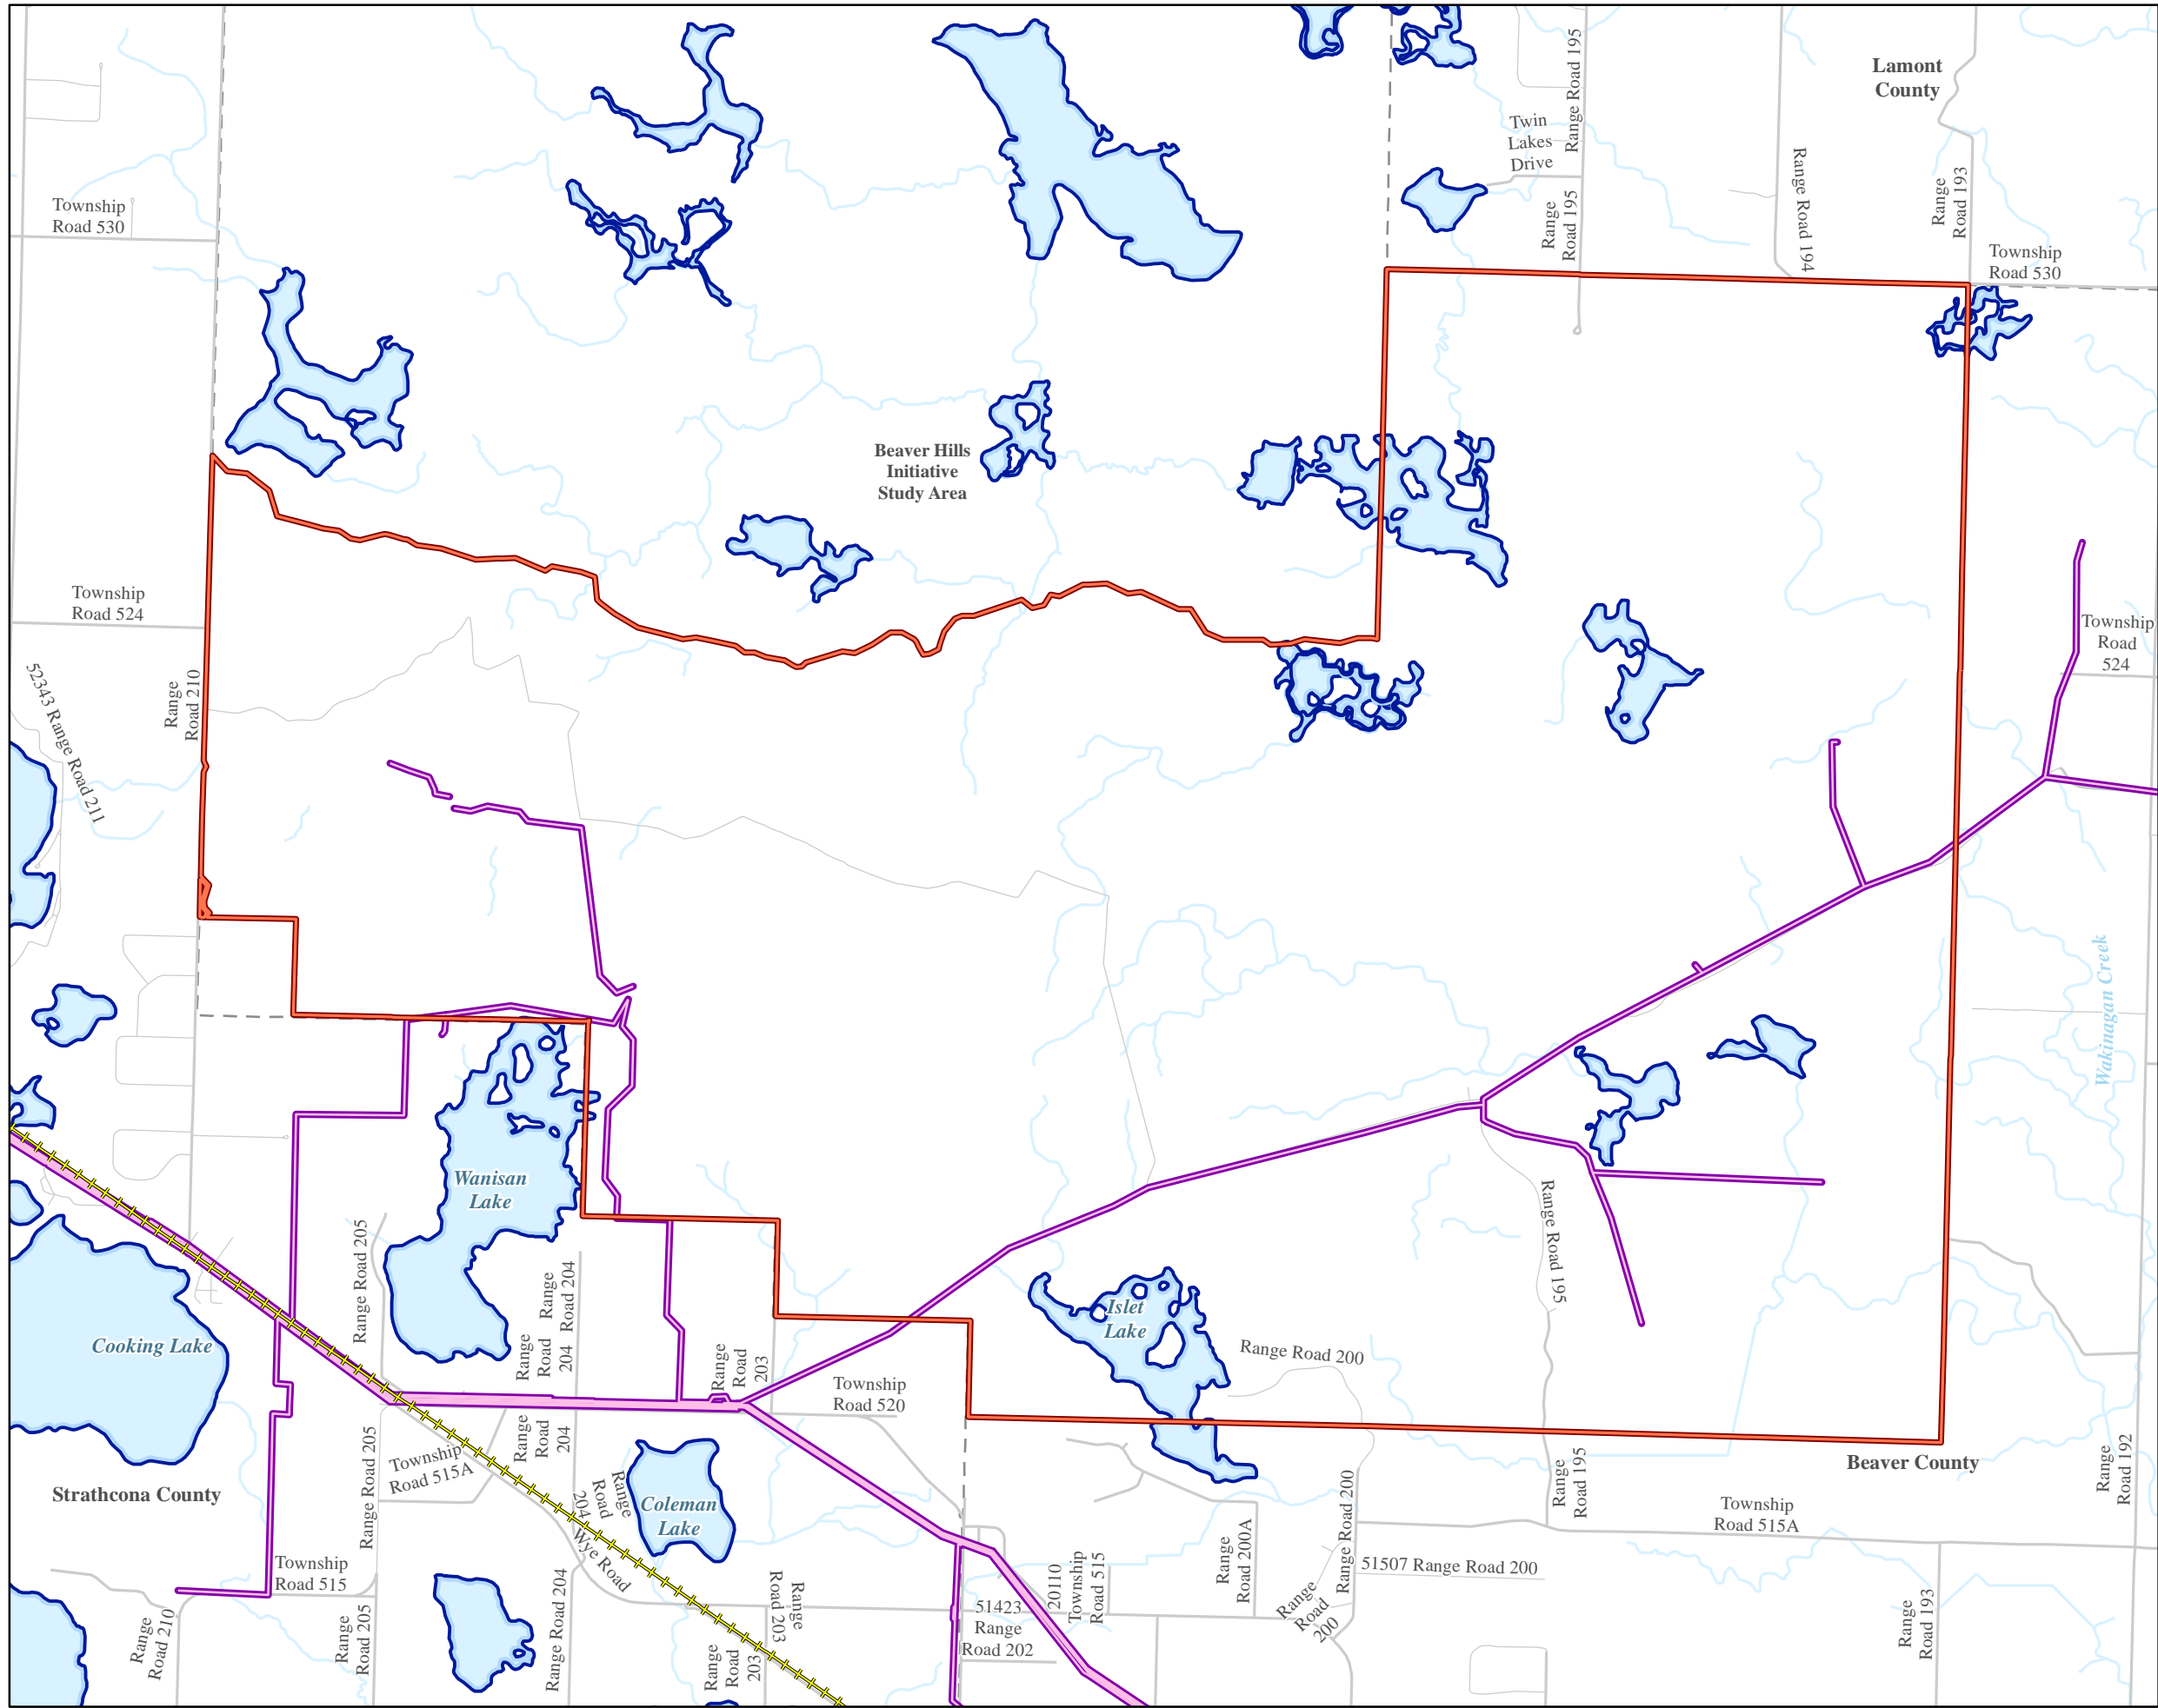 Range Road 195
Lamont
County
Twin
Lakes
Drive
Range Road 194
Range
Road 193
Township
Road 530
Range
Road 195
Township
Road 530
Beaver Hills
Initiative
Study Area
Township
Road 524
Township
Road
524
52343 Range Road 211
Range
Road 210
Wakinagan Creek
Wanisan
Lake
Range Road 195
Range Road 205
Range
Road 204
Islet
Lake
Cooking Lake
Range
Road
204
Range Road 200
Range
Road
203
Township
Road 520
Range
Road
204
Township
Road 515A
Range Road 205
Beaver County
Range
Road 192
Range
Road 195
Strathcona County
Range
Road
204
Coleman
Lake
Range Road 200
Township
Road 515A
Wye Road
Range
Road 200A
Township
Road 515
51507 Range Road 200
20110
Township
Road 515
Range
Road
200
Range
Road 210
Range
Road 205
Range Road 204
Range
Road 203
Range
Road
203
51423
Range
Road 202
Range
Road 193